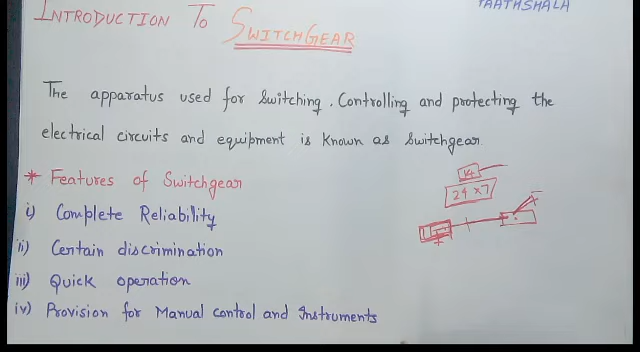 INTRODUCTION TO SWITCHGEAR
PAATHSHALA
The apparatus used for Switching, Controlling and protecting the
electrical circuits and equipment is known as Switchgear.
* Features of Switchgear
i) Complete Reliability
ii) Certain discrimination
iii) Quick operation
iv) Provision for Manual control and Instruments
24 x 7